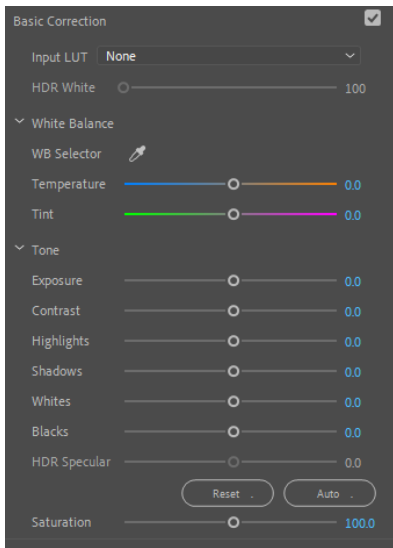 Basic Correction
Input LUT None
HDR White 100
White Balance
WB Selector
Temperature 0.0
Tint 0.0
Tone
Exposure 0.0
Contrast 0.0
Highlights 0.0
Shadows 0.0
Whites 0.0
Blacks 0.0
HDR Specular 0.0
Reset . Auto .
Saturation 100.0